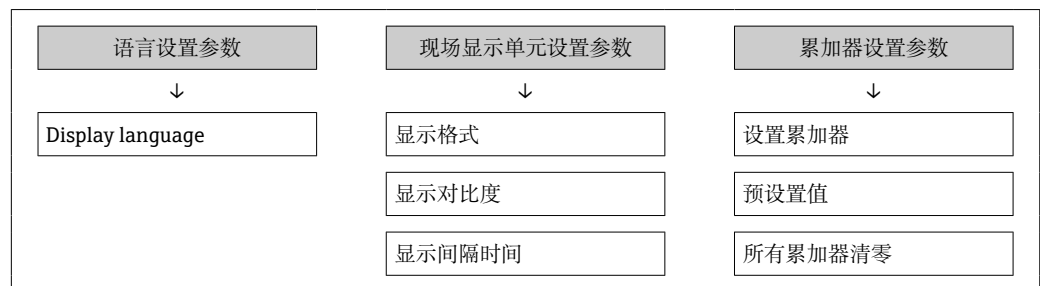 语言设置参数
↓
Display language
现场显示单元设置参数
↓
显示格式
显示对比度
显示间隔时间
累加器设置参数
↓
设置累加器
预设置值
所有累加器清零